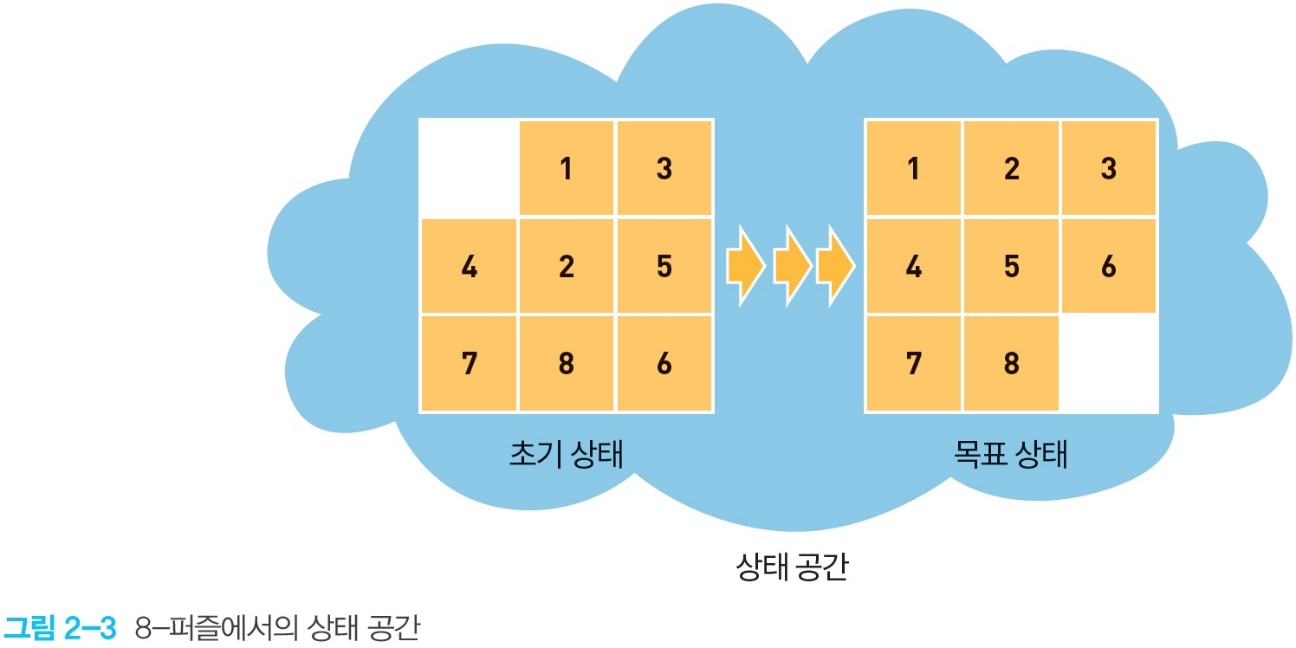 1 3 1 2 3
4 2 5 4 5 6
7 8 6 7 8
초기 상태 목표 상태
상태 공간
그림 2-3 8-퍼즐에서의 상태 공간